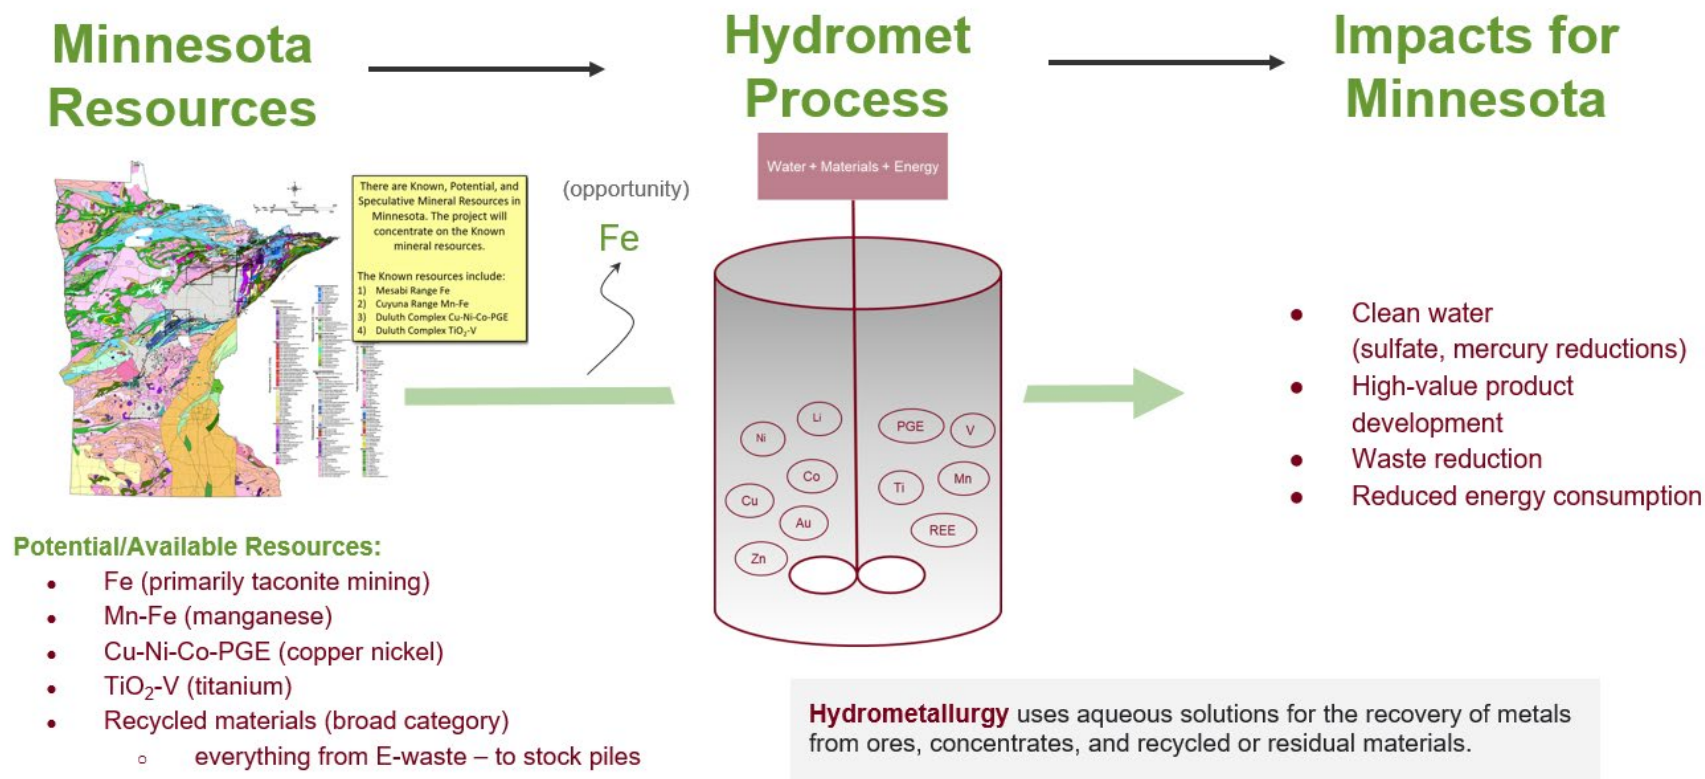 Minnesota
Resources
Hydromet
Process
Impacts for
Minnesota
There are Known, Potential, and
Speculative Mineral Resources in
Minnesota. The project will
concentrate on the Known
mineral resources.
The Known resources include:
1) Mesabi Range Fe
2) Cuyuna Range Mn-Fe
3) Duluth Complex Cu-Ni-Co-PGE
4) Duluth Complex TiO₂-V
(opportunity)
Fe
Water + Materials + Energy
Li
Ni
PGE
V
Co
Cu
Ti
Mn
Au
REE
Zn
● Clean water
(sulfate, mercury reductions)
● High-value product
development
● Waste reduction
● Reduced energy consumption
Potential/Available Resources:
• Fe (primarily taconite mining)
• Mn-Fe (manganese)
• Cu-Ni-Co-PGE (copper nickel)
• TiO₂-V (titanium)
• Recycled materials (broad category)
○ everything from E-waste – to stock piles
Hydrometallurgy uses aqueous solutions for the recovery of metals
from ores, concentrates, and recycled or residual materials.